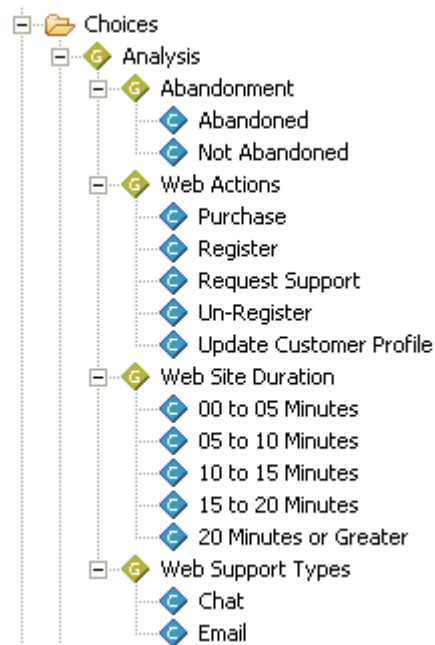 Choices
G Analysis
G Abandonment
C Abandoned
C Not Abandoned
G Web Actions
C Purchase
C Register
C Request Support
C Un-Register
C Update Customer Profile
G Web Site Duration
C 00 to 05 Minutes
C 05 to 10 Minutes
C 10 to 15 Minutes
C 15 to 20 Minutes
C 20 Minutes or Greater
G Web Support Types
C Chat
C Email